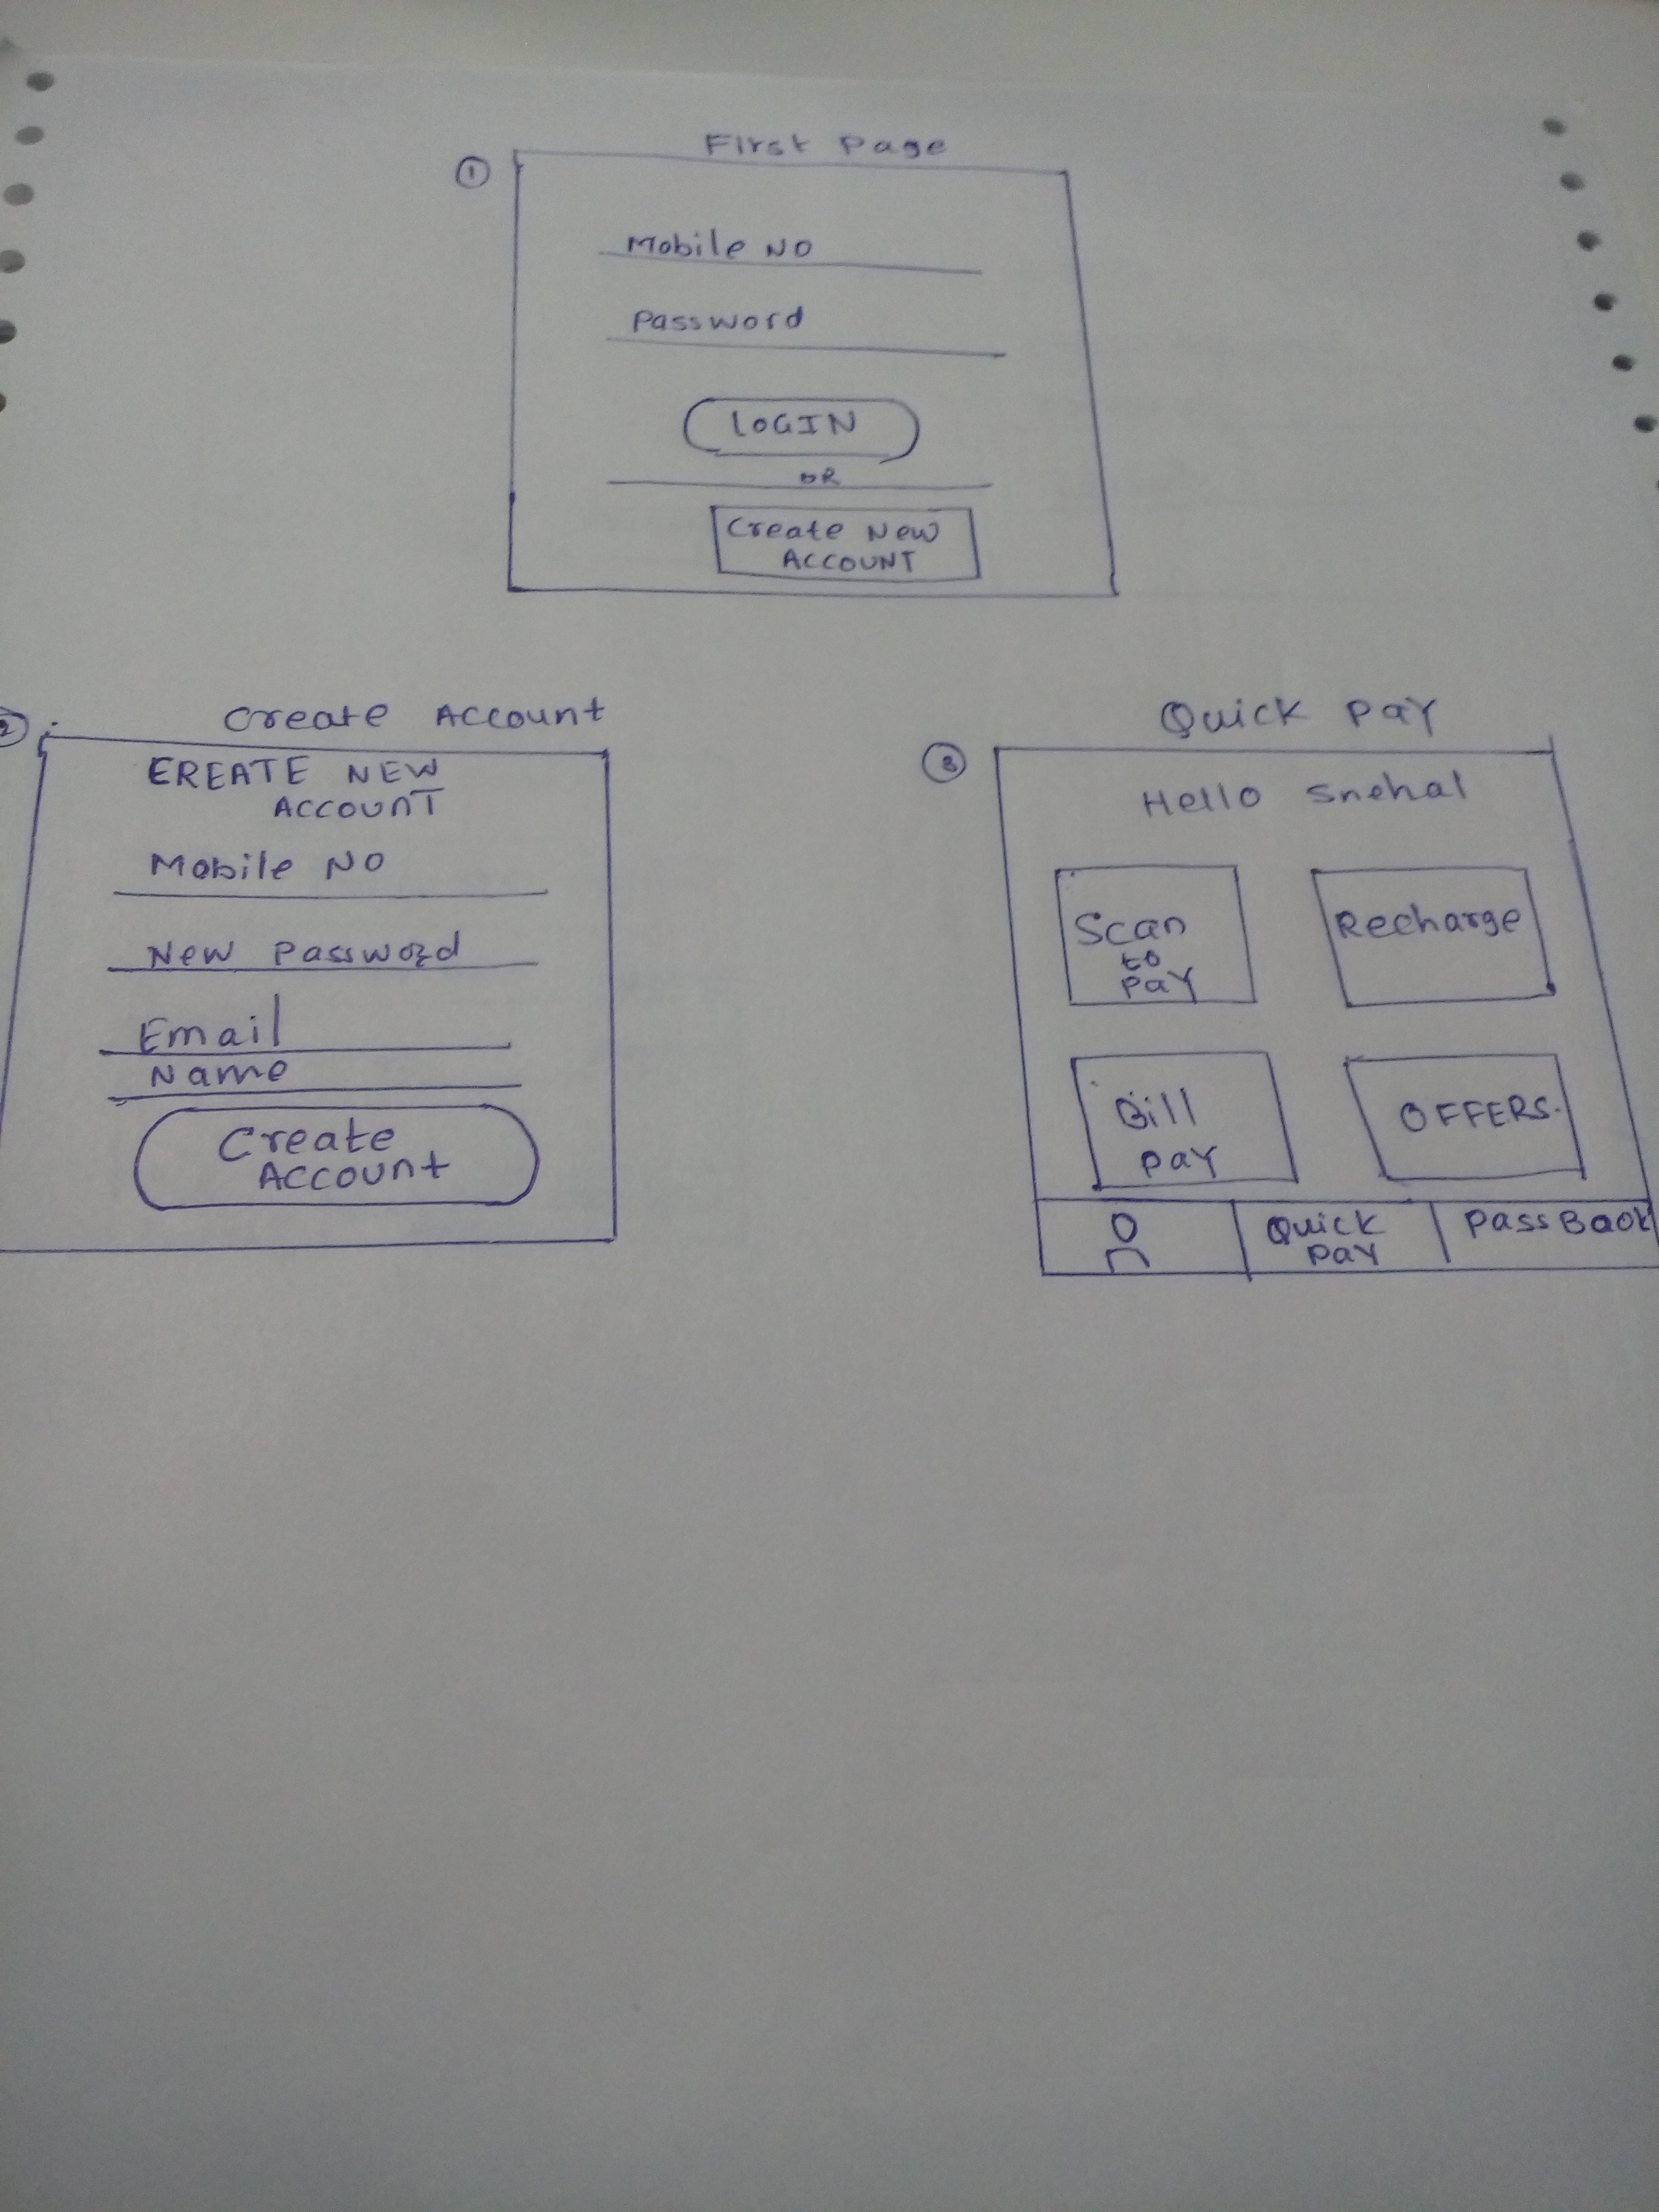 First Page
1
Mobile NO
Password
LOGIN
OR
Create New
ACCOUNT
2
Create Account
CREATE NEW
ACCOUNT
Mobile NO
New Password
Email
Name
Create
Account
3
Quick Pay
Hello Snehal
Scan
to
Pay
Recharge
Bill
Pay
OFFERS.
Quick
Pay
PassBook